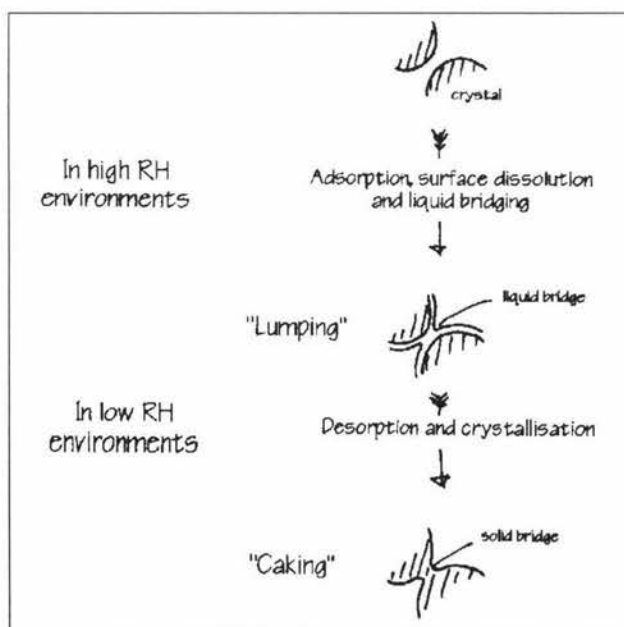 crystal
In high RH
environments
Adsorption, surface dissolution
and liquid bridging
liquid bridge
"Lumping"
In low RH
environments
Desorption and crystallisation
solid bridge
"Caking"